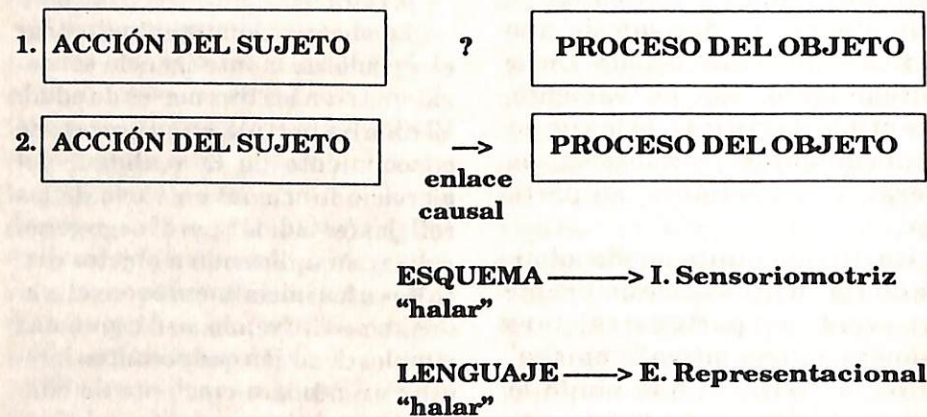 1. ACCIÓN DEL SUJETO ? PROCESO DEL OBJETO
2. ACCIÓN DEL SUJETO —> PROCESO DEL OBJETO
enlace
causal
ESQUEMA ———> I. Sensoriomotriz
"halar"
LENGUAJE ——> E. Representacional
"halar"